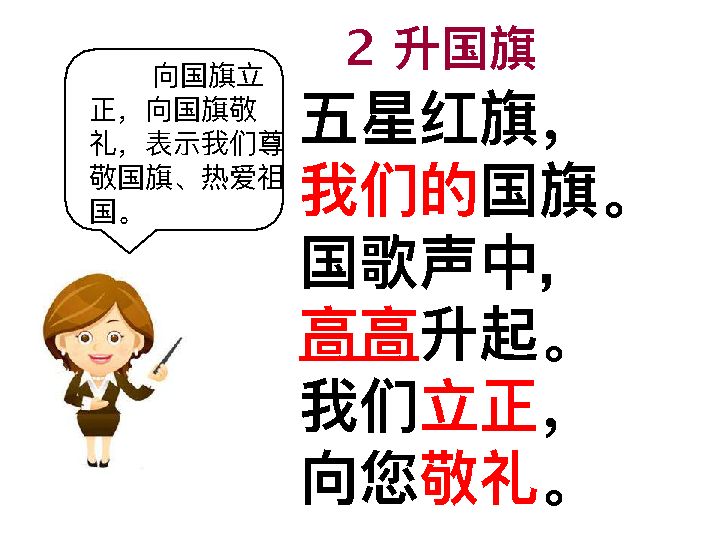 2 升国旗
向国旗立
正，向国旗敬
礼，表示我们尊
敬国旗、热爱祖
国。
五星红旗，
我们的国旗。
国歌声中，
高高升起。
我们立正，
向您敬礼。